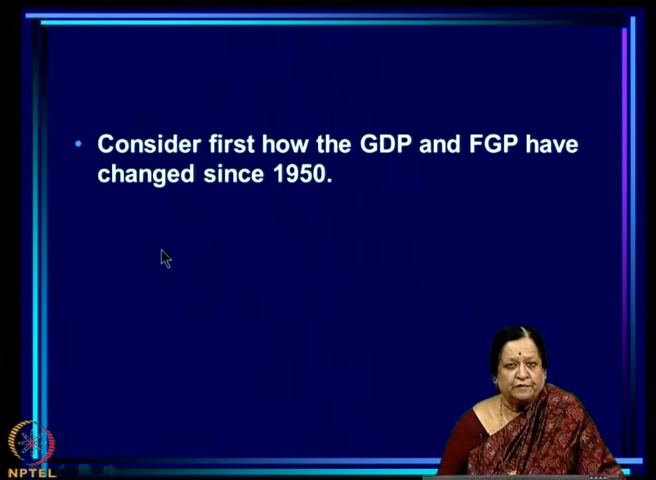 • Consider first how the GDP and FGP have
changed since 1950.
NPTEL